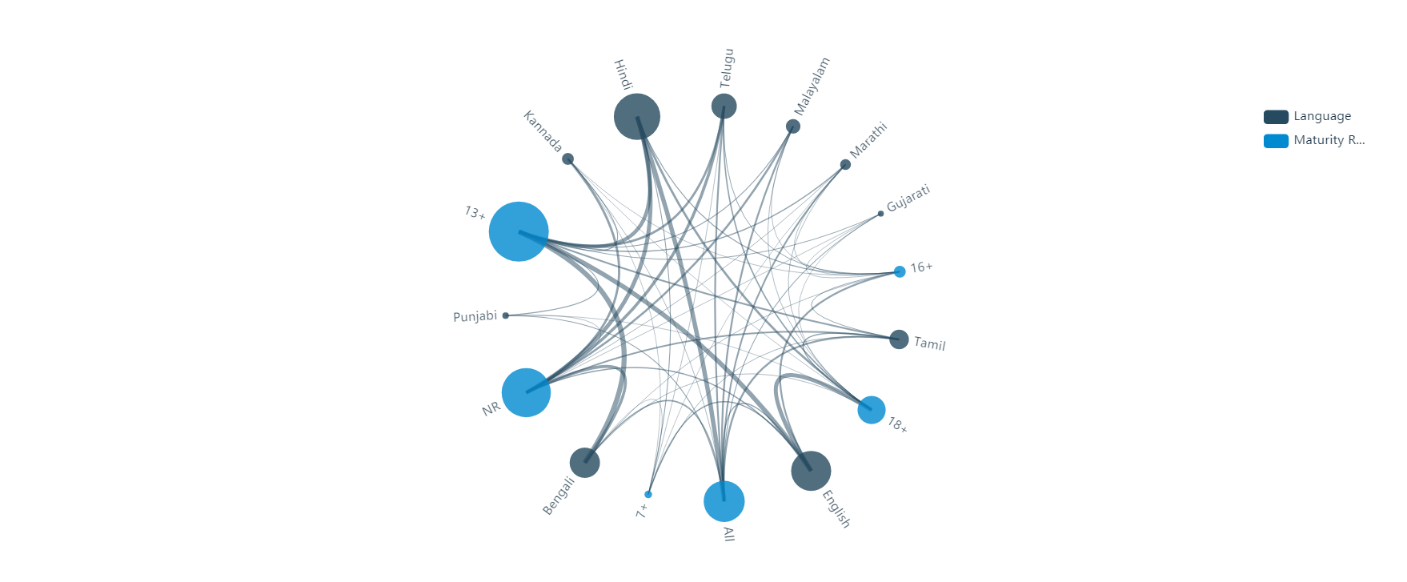 Hindi
Telugu
Malayalam
Marathi
Gujarati
16+
Tamil
18+
English
All
7+
Bengali
NR
Punjabi
13+
Kannada
Language
Maturity R...